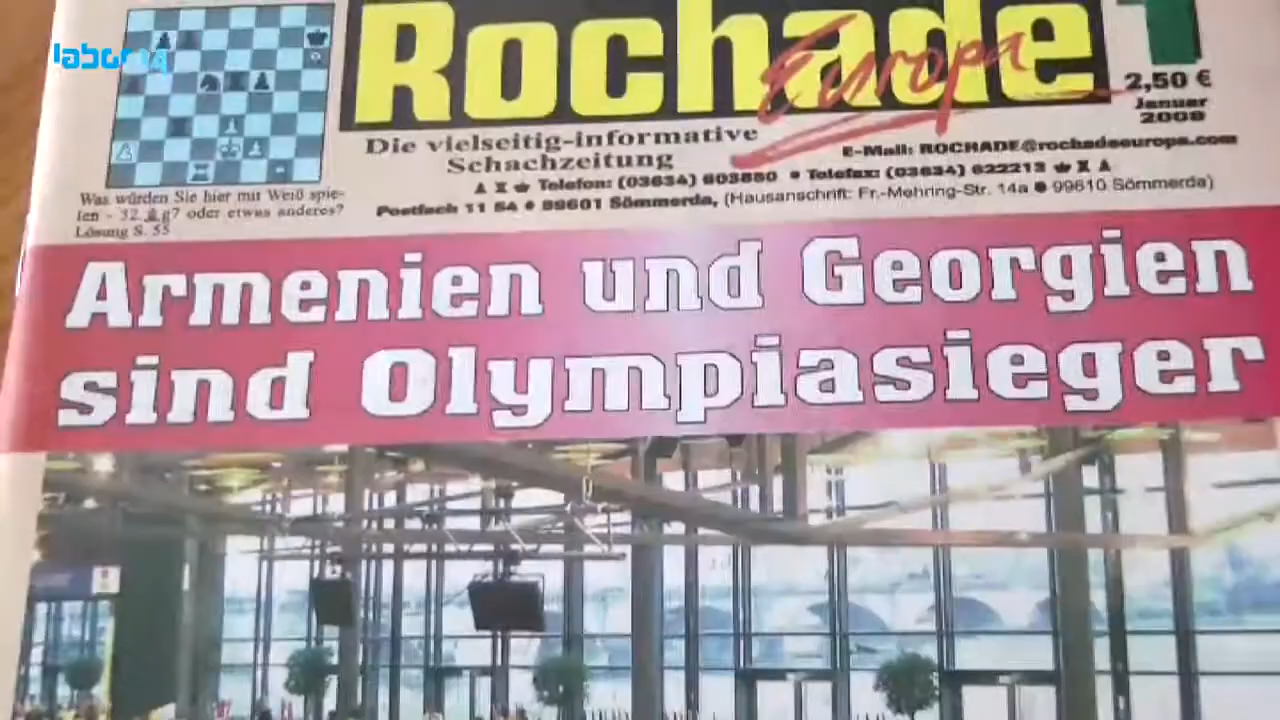 Rochade
Europa
1
2,50 €
Januar
2009
Die vielseitig-informative
Schachzeitung
E-Mail: ROCHADE@rochadeeuropa.com
Telefon: (03634) 603880 ● Telefax: (03634) 622213
Postfach 11 54 ● 99601 Sömmerda, (Hausanschrift: Fr.-Mehring-Str. 14a ● 99610 Sömmerda)
Was würden Sie hier mit Weiß spie-
len - 32.♗g7 oder etwas anderes?
Lösung S. 55
Armenien und Georgien
sind Olympiasieger